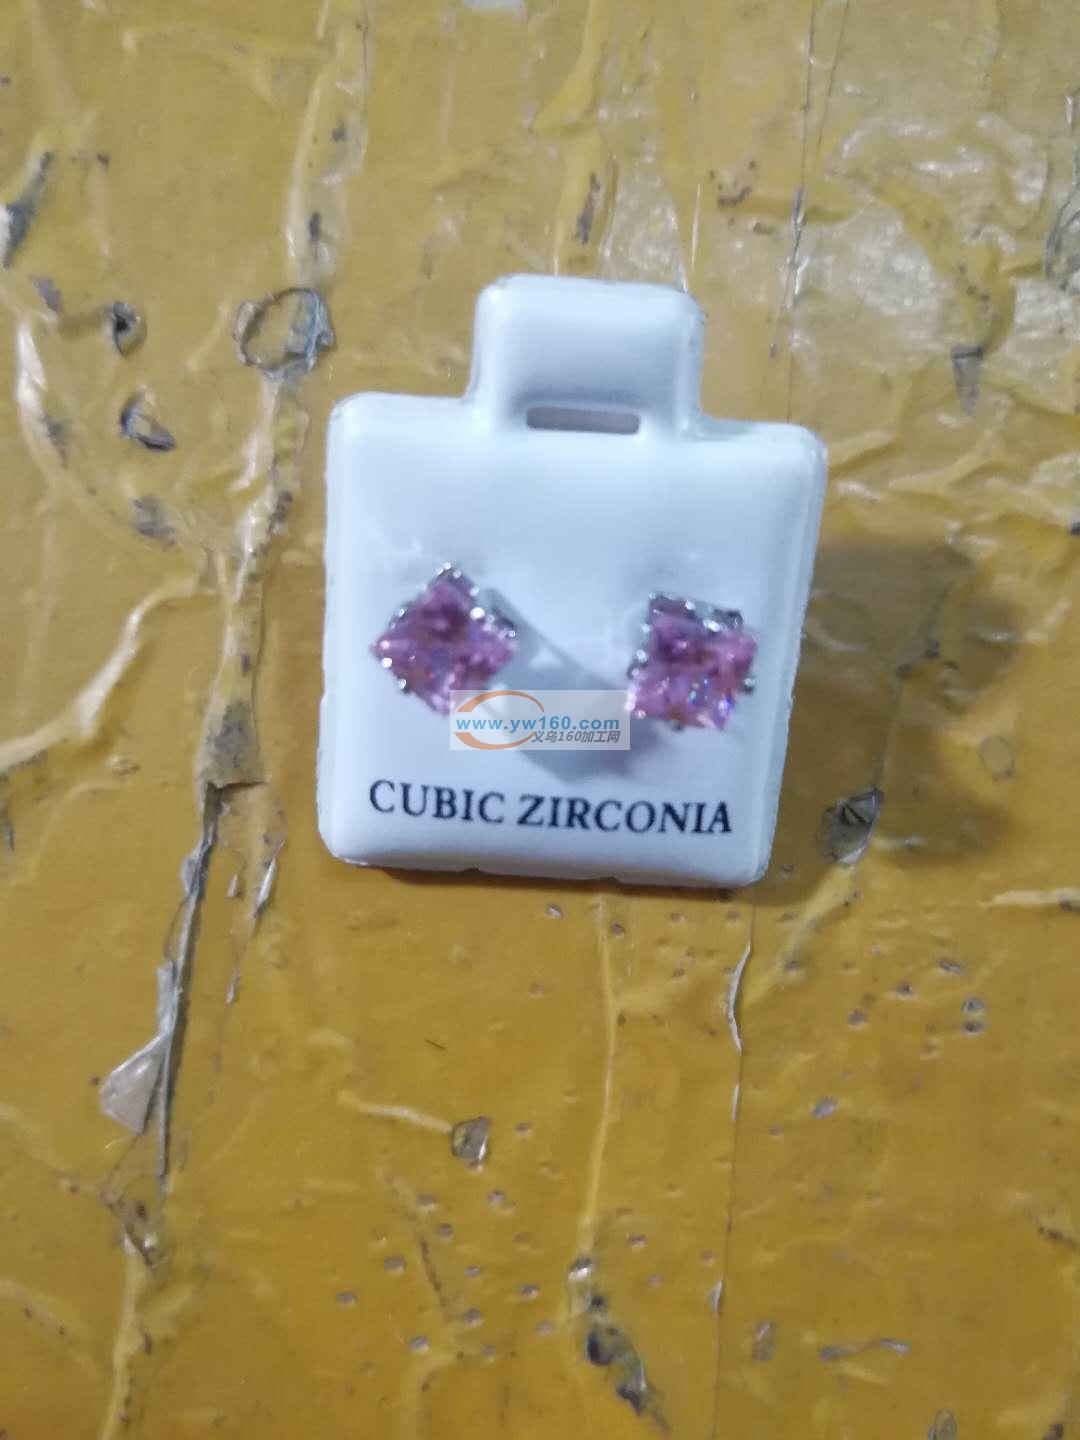 www.yw160.com
义乌160加工网
CUBIC ZIRCONIA